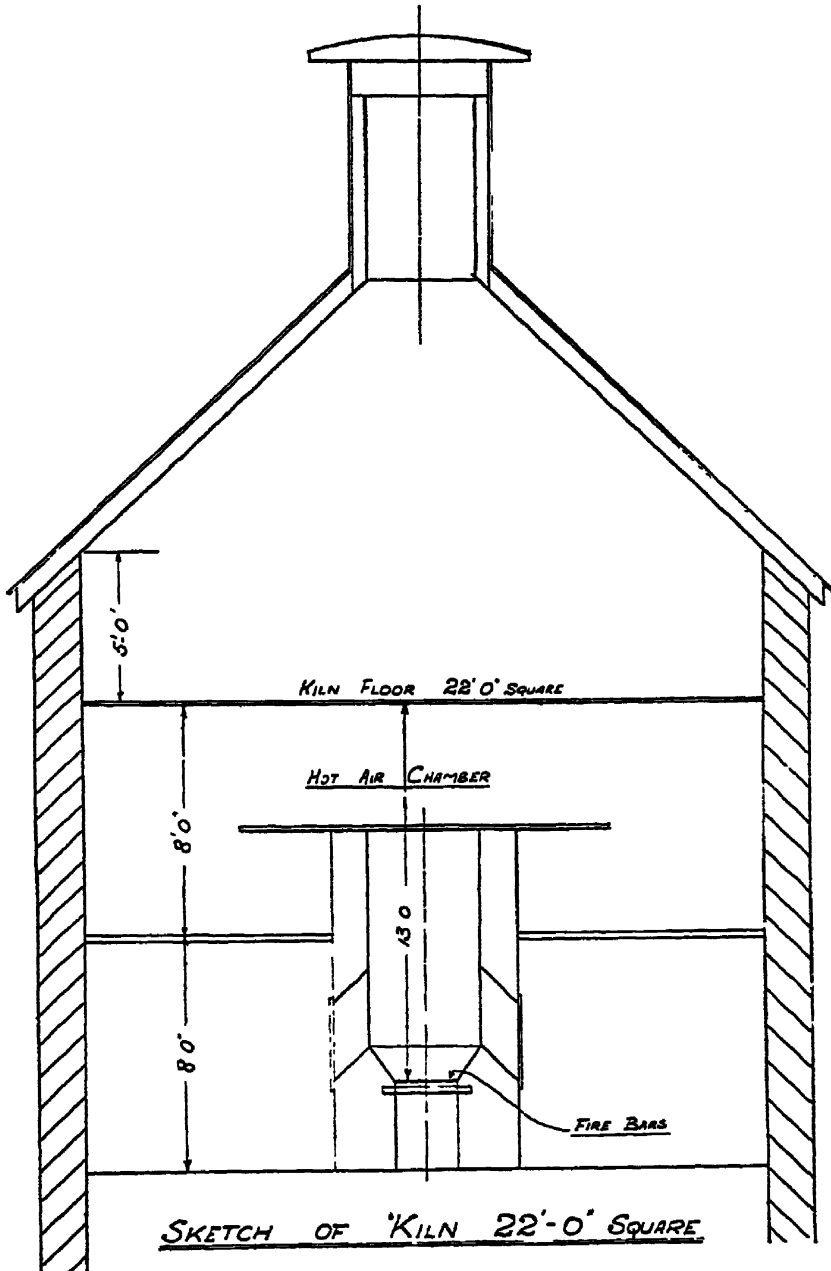 5'-0"
KILN FLOOR 22'0" SQUARE
HOT AIR CHAMBER
8'0"
13 0
8 0"
FIRE BARS
SKETCH OF 'KILN 22'-0" SQUARE